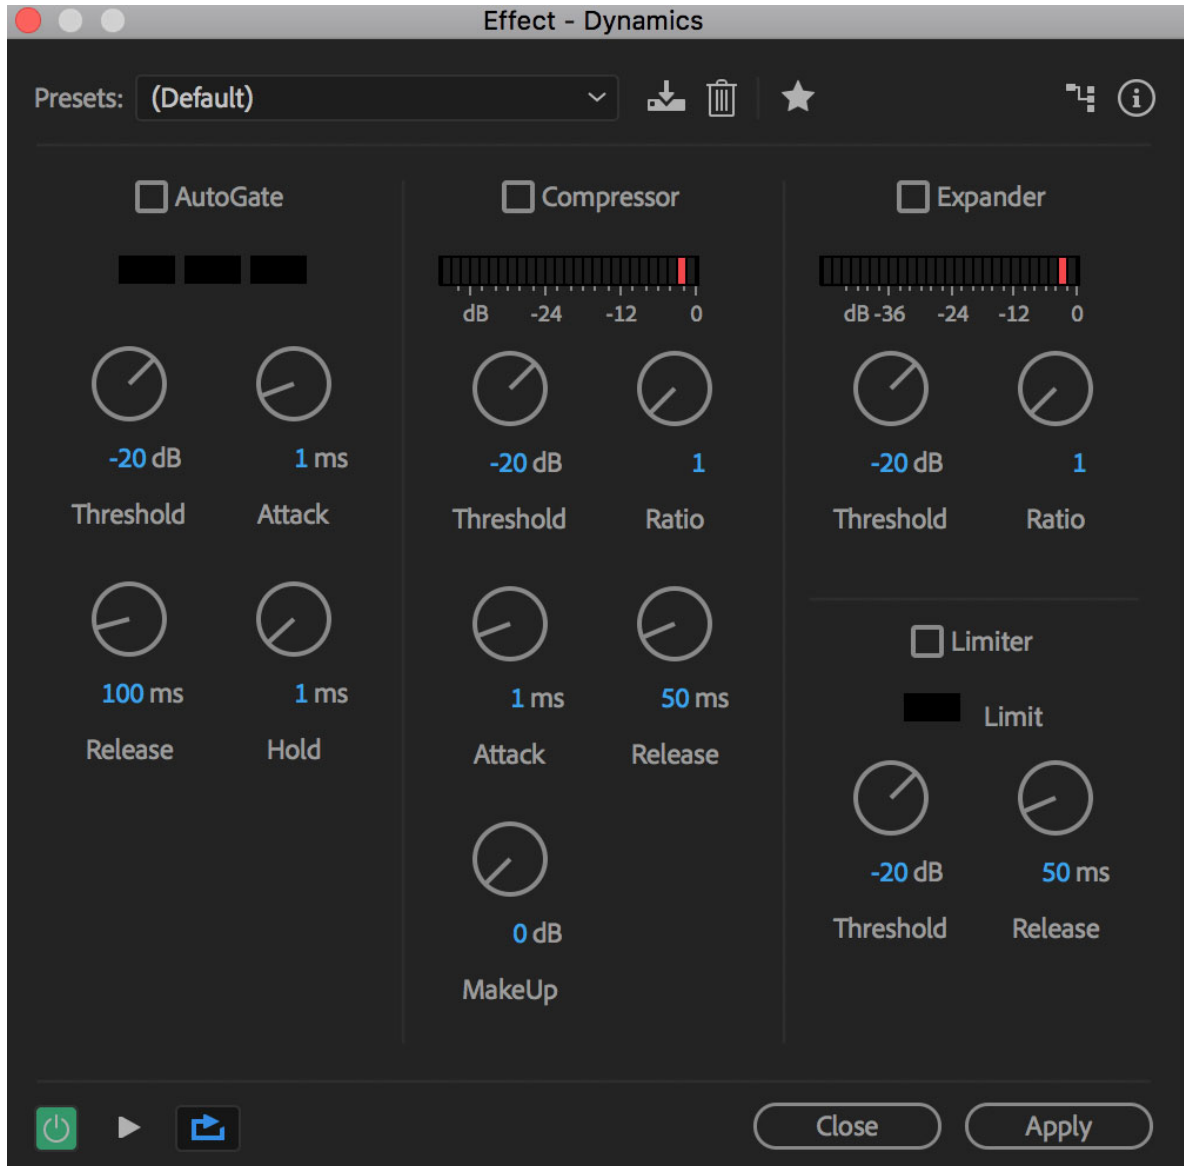 Effect - Dynamics
Presets: (Default)
AutoGate
-20 dB 1 ms
Threshold Attack
100 ms 1 ms
Release Hold
Compressor
dB -24 -12 0
-20 dB 1
Threshold Ratio
1 ms 50 ms
Attack Release
0 dB
MakeUp
Expander
dB -36 -24 -12 0
-20 dB 1
Threshold Ratio
Limiter
Limit
-20 dB 50 ms
Threshold Release
Close Apply